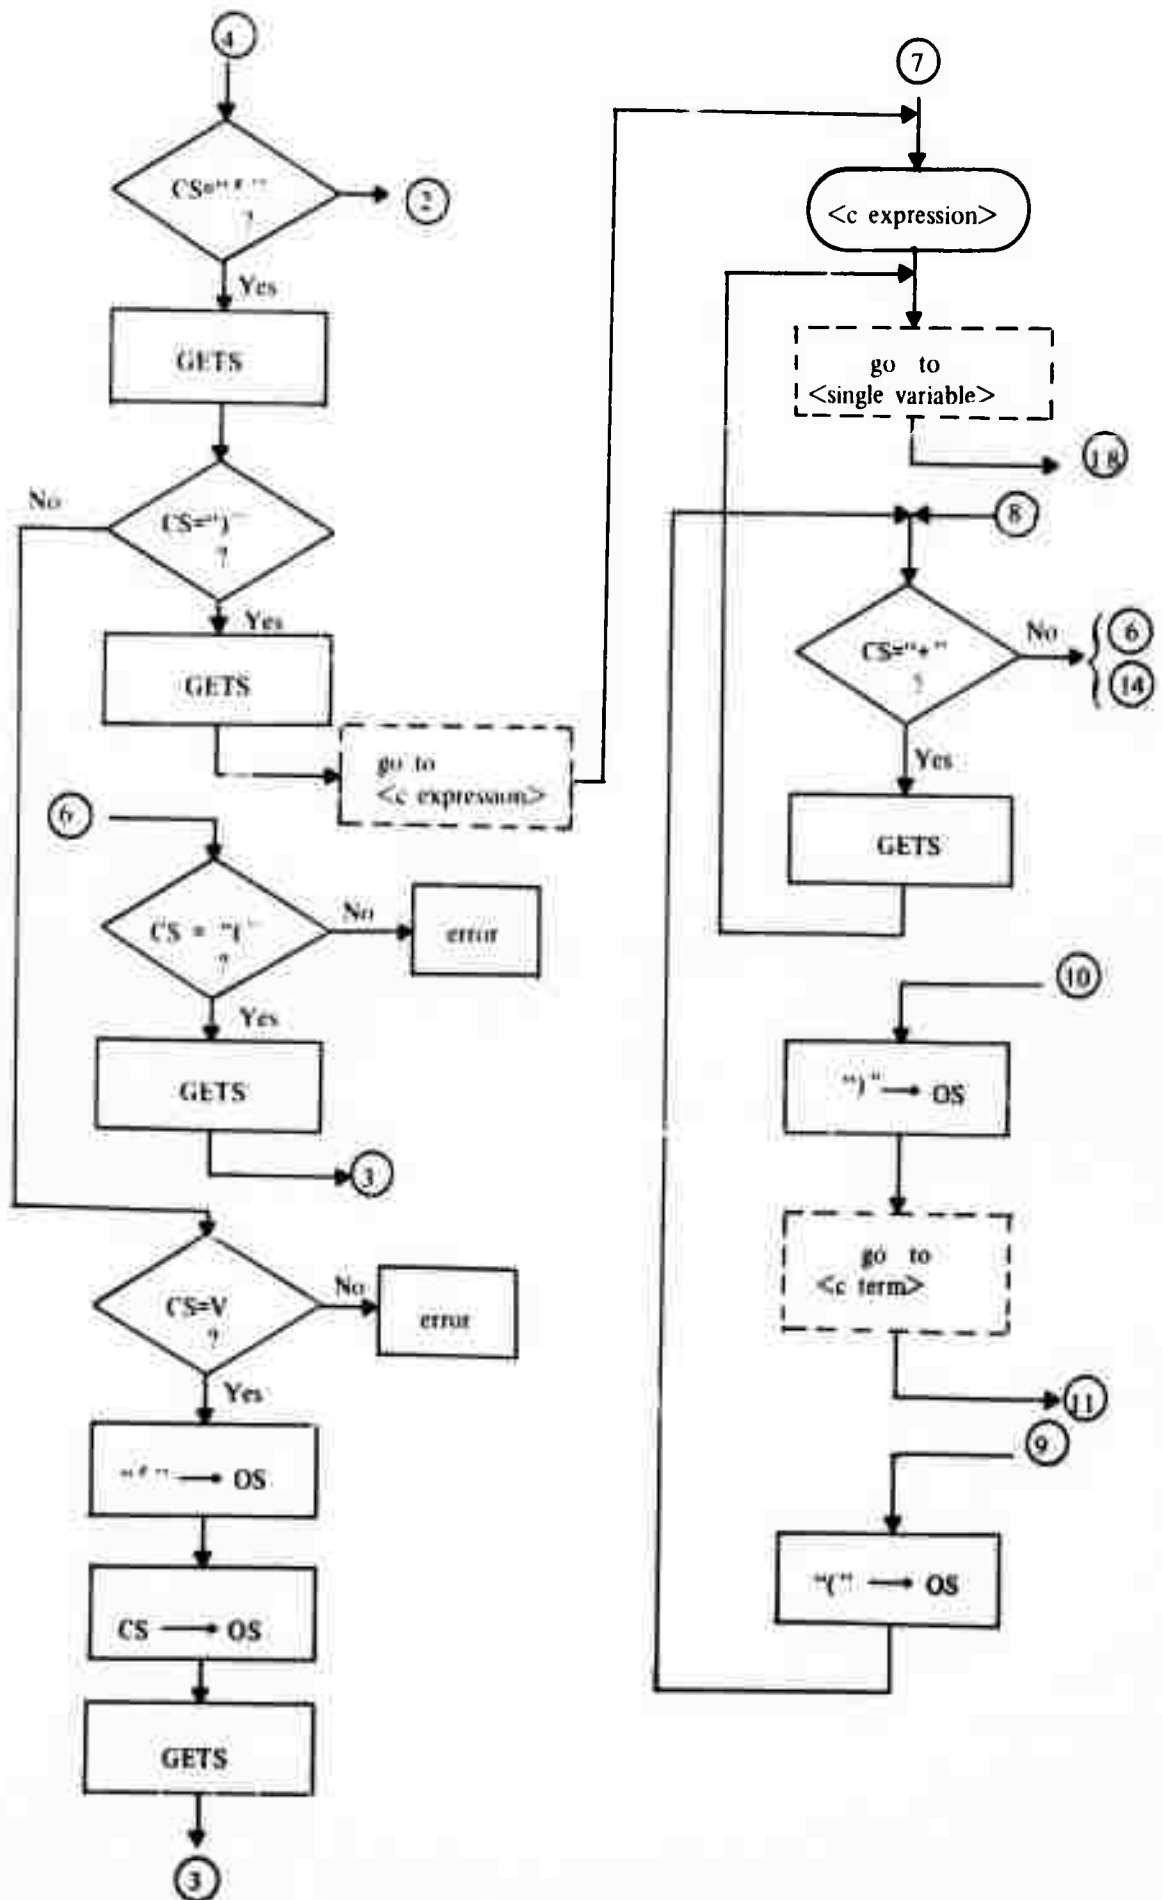 4
CS="
?
2
Yes
GETS
No
CS=")"
?
Yes
GETS
go to
<c expression>
6
CS = "("
?
No
error
Yes
GETS
3
CS=V
?
No
error
Yes
→ OS
CS → OS
GETS
3
7
<c expression>
go to
<single variable>
18
8
CS="+"
?
No
6
14
Yes
GETS
10
")" → OS
go to
<c term>
11
9
"(" → OS